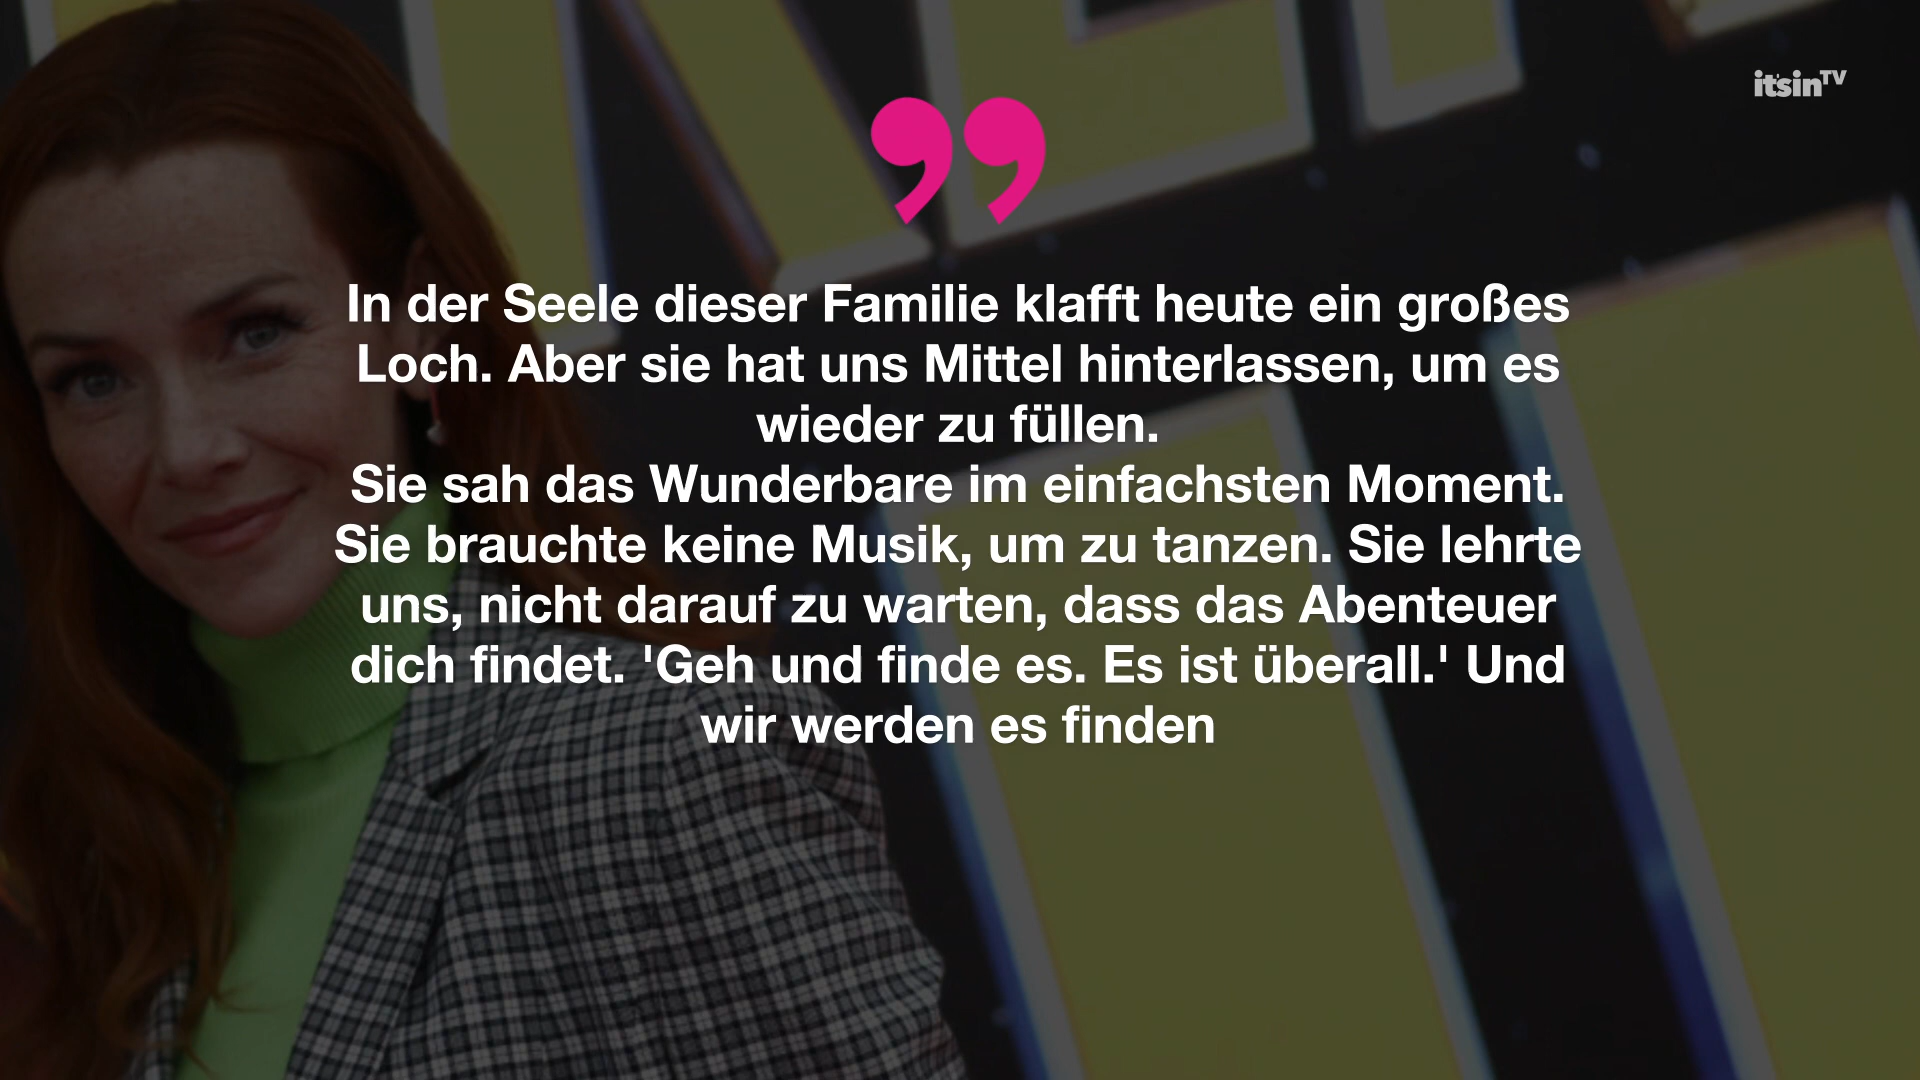 itsinTV
In der Seele dieser Familie klafft heute ein großes
Loch. Aber sie hat uns Mittel hinterlassen, um es
wieder zu füllen.
Sie sah das Wunderbare im einfachsten Moment.
Sie brauchte keine Musik, um zu tanzen. Sie lehrte
uns, nicht darauf zu warten, dass das Abenteuer
dich findet. 'Geh und finde es. Es ist überall.' Und
wir werden es finden